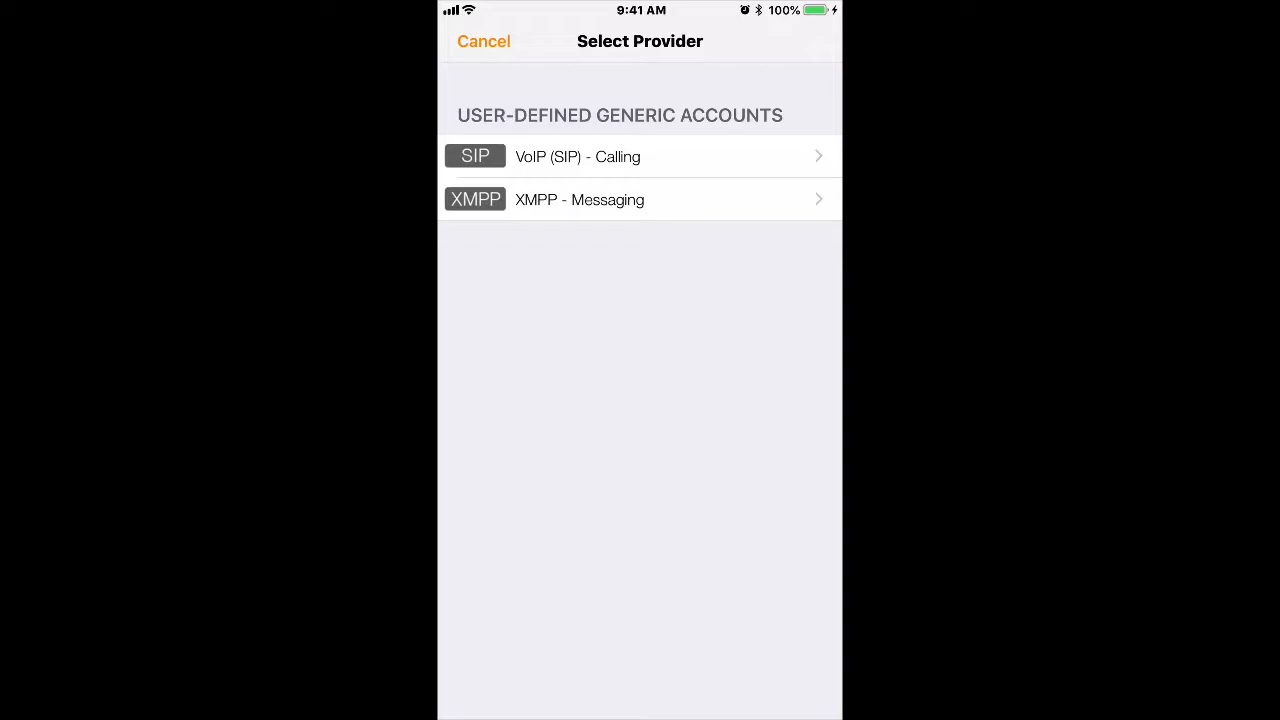 9:41 AM 100%
Cancel Select Provider
USER-DEFINED GENERIC ACCOUNTS
SIP VoIP (SIP) - Calling
XMPP XMPP - Messaging